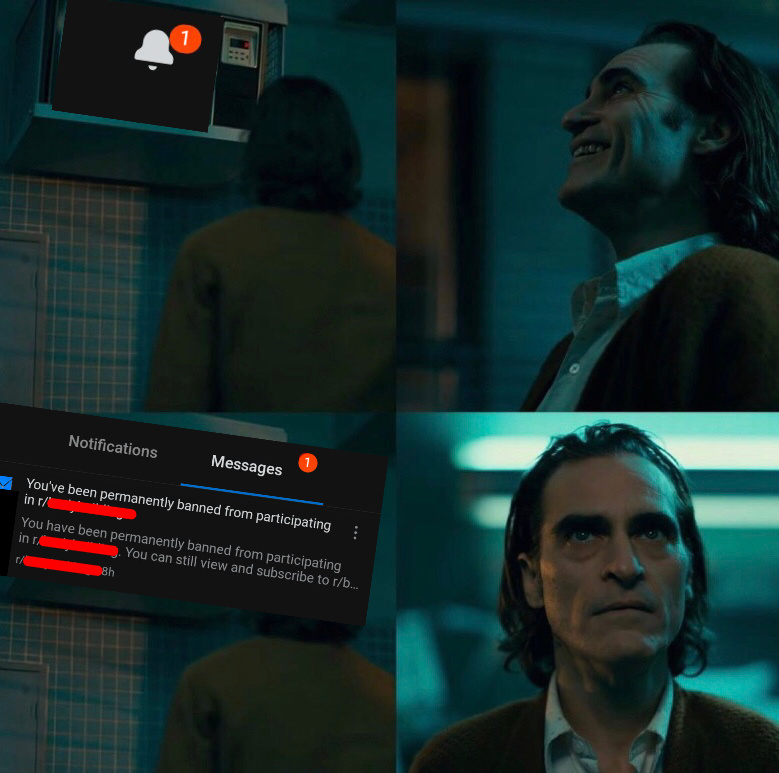 1
Notifications
Messages 1
You've been permanently banned from participating
in r/
You have been permanently banned from participating
in r/ . You can still view and subscribe to r/b...
r/ 8h